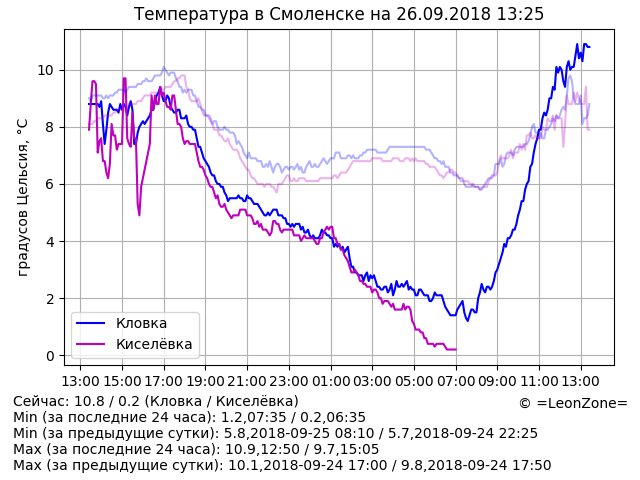 Температура в Смоленске на 26.09.2018 13:25
градусов Цельсия, °C
10
8
6
4
2
0
Кловка
Киселёвка
13:00 15:00 17:00 19:00 21:00 23:00 01:00 03:00 05:00 07:00 09:00 11:00 13:00
Сейчас: 10.8 / 0.2 (Кловка / Киселёвка)
© =LeonZone=
Min (за последние 24 часа): 1.2,07:35 / 0.2,06:35
Min (за предыдущие сутки): 5.8,2018-09-25 08:10 / 5.7,2018-09-24 22:25
Max (за последние 24 часа): 10.9,12:50 / 9.7,15:05
Max (за предыдущие сутки): 10.1,2018-09-24 17:00 / 9.8,2018-09-24 17:50